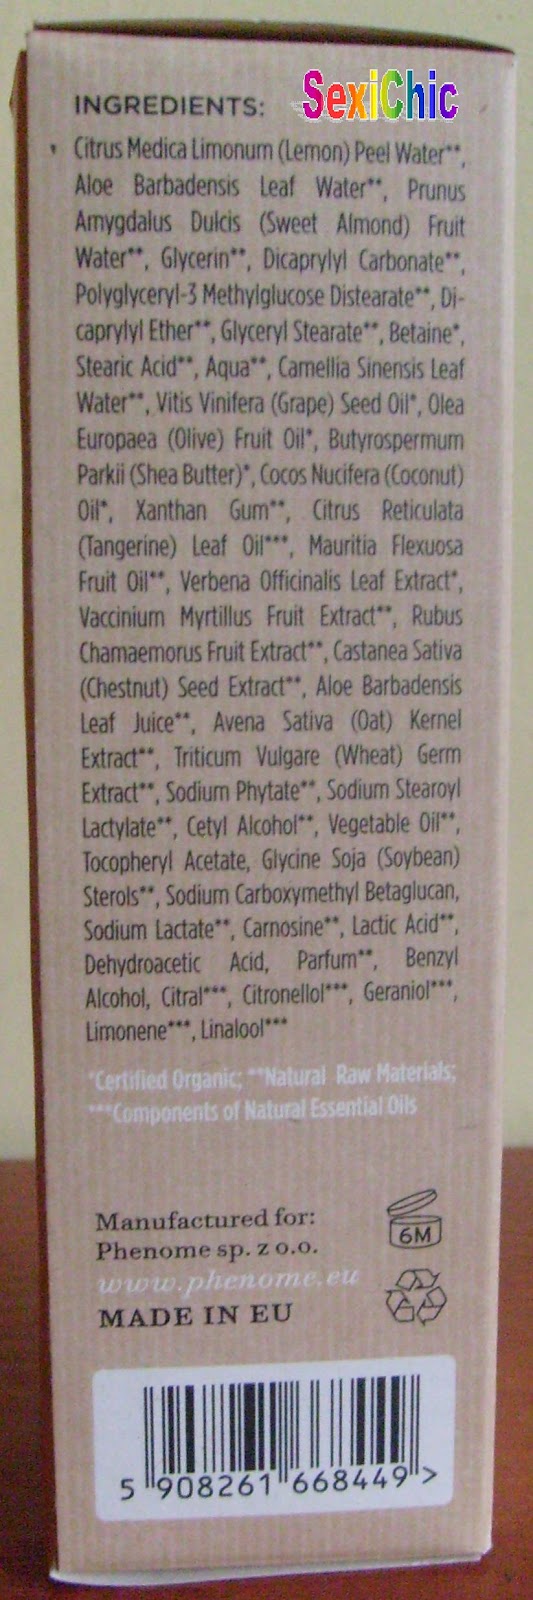 SexiChic
INGREDIENTS:
Citrus Medica Limonum (Lemon) Peel Water**,
Aloe Barbadensis Leaf Water**, Prunus
Amygdalus Dulcis (Sweet Almond) Fruit
Water**, Glycerin**, Dicaprylyl Carbonate**,
Polyglyceryl-3 Methylglucose Distearate**, Di-
caprylyl Ether**, Glyceryl Stearate**, Betaine*,
Stearic Acid**, Aqua**, Camellia Sinensis Leaf
Water**, Vitis Vinifera (Grape) Seed Oil*, Olea
Europaea (Olive) Fruit Oil*, Butyrospermum
Parkii (Shea Butter)*, Cocos Nucifera (Coconut)
Oil*, Xanthan Gum**, Citrus Reticulata
(Tangerine) Leaf Oil***, Mauritia Flexuosa
Fruit Oil**, Verbena Officinalis Leaf Extract*,
Vaccinium Myrtillus Fruit Extract**, Rubus
Chamaemorus Fruit Extract**, Castanea Sativa
(Chestnut) Seed Extract**, Aloe Barbadensis
Leaf Juice**, Avena Sativa (Oat) Kernel
Extract**, Triticum Vulgare (Wheat) Germ
Extract**, Sodium Phytate**, Sodium Stearoyl
Lactylate**, Cetyl Alcohol**, Vegetable Oil**,
Tocopheryl Acetate, Glycine Soja (Soybean)
Sterols**, Sodium Carboxymethyl Betaglucan,
Sodium Lactate**, Carnosine**, Lactic Acid**,
Dehydroacetic Acid, Parfum**, Benzyl
Alcohol, Citral***, Citronellol***, Geraniol***,
Limonene***, Linalool***
*Certified Organic; **Natural Raw Materials;
***Components of Natural Essential Oils
Manufactured for:
Phenome sp. z o.o.
www.phenome.eu
MADE IN EU
6M
5 908261 668449 >